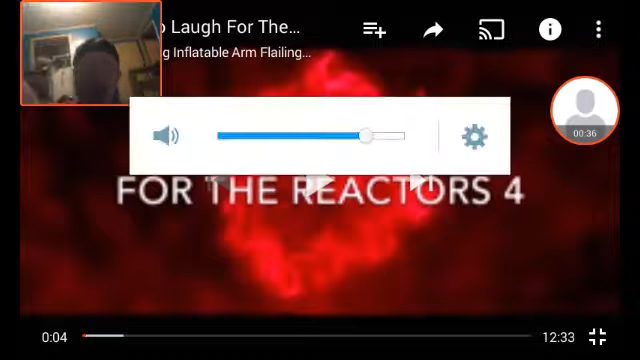 o Laugh For The...
g Inflatable Arm Flailing...
00:36
FOR THE REACTORS 4
0:04
12:33